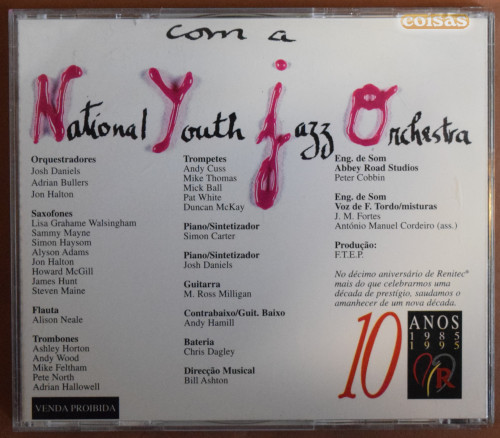 coisas
com a
National Youth jazz Orchestra
Orquestradores
Josh Daniels
Adrian Bullers
Jon Halton
Saxofones
Lisa Grahame Walsingham
Sammy Mayne
Simon Haysom
Alyson Adams
Jon Halton
Howard McGill
James Hunt
Steven Maine
Flauta
Alison Neale
Trombones
Ashley Horton
Andy Wood
Mike Feltham
Pete North
Adrian Hallowell
VENDA PROIBIDA
Trompetes
Andy Cuss
Mike Thomas
Mick Ball
Pat White
Duncan McKay
Piano/Sintetizador
Simon Carter
Piano/Sintetizador
Josh Daniels
Guitarra
M. Ross Milligan
Contrabaixo/Guit. Baixo
Andy Hamill
Bateria
Chris Dagley
Direcção Musical
Bill Ashton
Eng. de Som
Abbey Road Studios
Peter Cobbin
Eng. de Som
Voz de F. Tordo/misturas
J. M. Fortes
António Manuel Cordeiro (ass.)
Produção:
F.T.E.P.
No décimo aniversário de Renitec®
mais do que celebrarmos uma
década de prestígio, saudamos o
amanhecer de um nova década.
10
ANOS
1985
1995
R